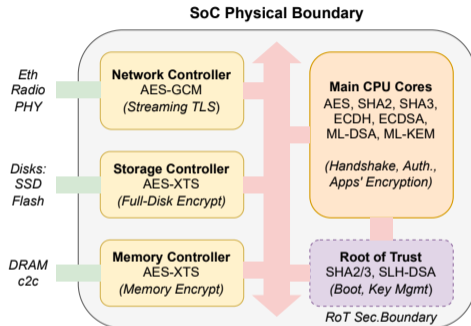 SoC Physical Boundary
Eth
Radio
PHY
Network Controller
AES-GCM
(Streaming TLS)
Disks:
SSD
Flash
Storage Controller
AES-XTS
(Full-Disk Encrypt)
DRAM
c2c
Memory Controller
AES-XTS
(Memory Encrypt)
Main CPU Cores
AES, SHA2, SHA3,
ECDH, ECDSA,
ML-DSA, ML-KEM
(Handshake, Auth.,
Apps' Encryption)
Root of Trust
SHA2/3, SLH-DSA
(Boot, Key Mgmt)
RoT Sec.Boundary